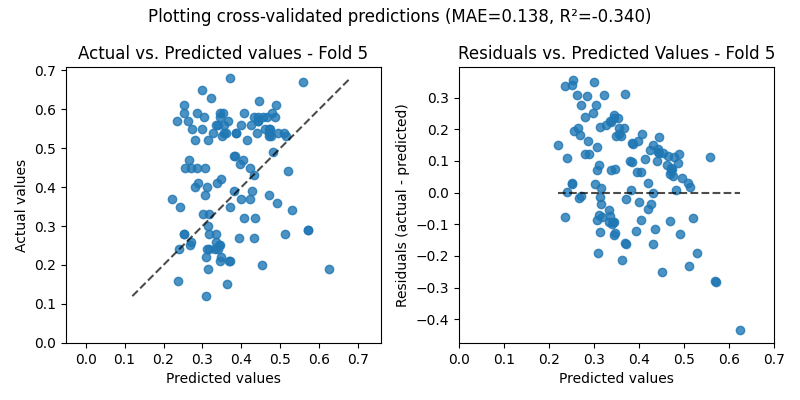 Plotting cross-validated predictions (MAE=0.138, R²=-0.340)
Actual vs. Predicted values - Fold 5
Residuals vs. Predicted Values - Fold 5
Actual values
0.7
0.6
0.5
0.4
0.3
0.2
0.1
0.0
0.0 0.1 0.2 0.3 0.4 0.5 0.6 0.7
Predicted values
Residuals (actual - predicted)
0.3
0.2
0.1
0.0
−0.1
−0.2
−0.3
−0.4
0.0 0.1 0.2 0.3 0.4 0.5 0.6 0.7
Predicted values